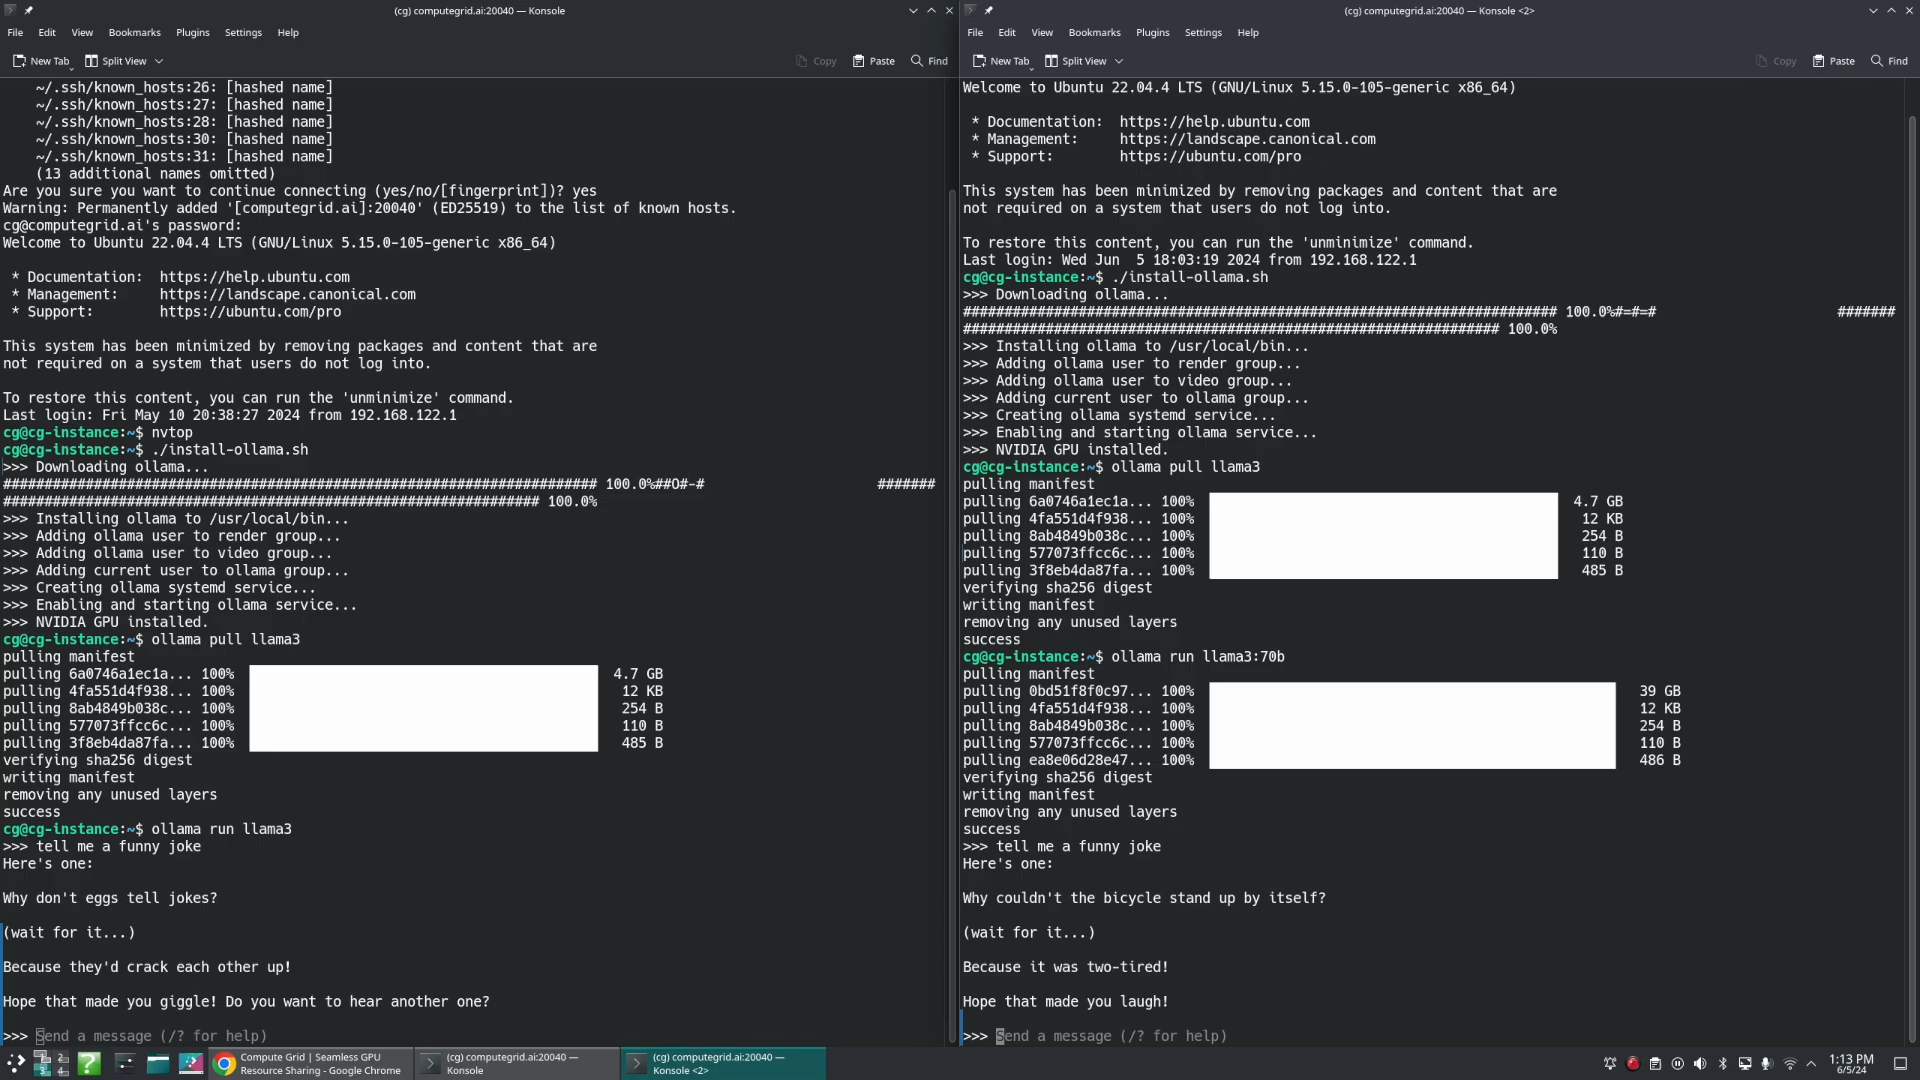 (cg) computegrid.ai:20040 — Konsole
File Edit View Bookmarks Plugins Settings Help
New Tab Split View Copy Paste Find
~/.ssh/known_hosts:26: [hashed name]
~/.ssh/known_hosts:27: [hashed name]
~/.ssh/known_hosts:28: [hashed name]
~/.ssh/known_hosts:30: [hashed name]
~/.ssh/known_hosts:31: [hashed name]
(13 additional names omitted)
Are you sure you want to continue connecting (yes/no/[fingerprint])? yes
Warning: Permanently added '[computegrid.ai]:20040' (ED25519) to the list of known hosts.
cg@computegrid.ai's password:
Welcome to Ubuntu 22.04.4 LTS (GNU/Linux 5.15.0-105-generic x86_64)
* Documentation: https://help.ubuntu.com
* Management: https://landscape.canonical.com
* Support: https://ubuntu.com/pro
This system has been minimized by removing packages and content that are
not required on a system that users do not log into.
To restore this content, you can run the 'unminimize' command.
Last login: Fri May 10 20:38:27 2024 from 192.168.122.1
cg@cg-instance:~$ nvtop
cg@cg-instance:~$ ./install-ollama.sh
>>> Downloading ollama...
######################################################################## 100.0%##O#-# #######
################################################################# 100.0%
>>> Installing ollama to /usr/local/bin...
>>> Adding ollama user to render group...
>>> Adding ollama user to video group...
>>> Adding current user to ollama group...
>>> Creating ollama systemd service...
>>> Enabling and starting ollama service...
>>> NVIDIA GPU installed.
cg@cg-instance:~$ ollama pull llama3
pulling manifest
pulling 6a0746a1ec1a... 100% 4.7 GB
pulling 4fa551d4f938... 100% 12 KB
pulling 8ab4849b038c... 100% 254 B
pulling 577073ffcc6c... 100% 110 B
pulling 3f8eb4da87fa... 100% 485 B
verifying sha256 digest
writing manifest
removing any unused layers
success
cg@cg-instance:~$ ollama run llama3
>>> tell me a funny joke
Here's one:
Why don't eggs tell jokes?
(wait for it...)
Because they'd crack each other up!
Hope that made you giggle! Do you want to hear another one?
>>> Send a message (/? for help)
(cg) computegrid.ai:20040 — Konsole <2>
File Edit View Bookmarks Plugins Settings Help
New Tab Split View Copy Paste Find
Welcome to Ubuntu 22.04.4 LTS (GNU/Linux 5.15.0-105-generic x86_64)
* Documentation: https://help.ubuntu.com
* Management: https://landscape.canonical.com
* Support: https://ubuntu.com/pro
This system has been minimized by removing packages and content that are
not required on a system that users do not log into.
To restore this content, you can run the 'unminimize' command.
Last login: Wed Jun 5 18:03:19 2024 from 192.168.122.1
cg@cg-instance:~$ ./install-ollama.sh
>>> Downloading ollama...
######################################################################## 100.0%#=#=# #######
################################################################# 100.0%
>>> Installing ollama to /usr/local/bin...
>>> Adding ollama user to render group...
>>> Adding ollama user to video group...
>>> Adding current user to ollama group...
>>> Creating ollama systemd service...
>>> Enabling and starting ollama service...
>>> NVIDIA GPU installed.
cg@cg-instance:~$ ollama pull llama3
pulling manifest
pulling 6a0746a1ec1a... 100% 4.7 GB
pulling 4fa551d4f938... 100% 12 KB
pulling 8ab4849b038c... 100% 254 B
pulling 577073ffcc6c... 100% 110 B
pulling 3f8eb4da87fa... 100% 485 B
verifying sha256 digest
writing manifest
removing any unused layers
success
cg@cg-instance:~$ ollama run llama3:70b
pulling manifest
pulling 0bd51f8f0c97... 100% 39 GB
pulling 4fa551d4f938... 100% 12 KB
pulling 8ab4849b038c... 100% 254 B
pulling 577073ffcc6c... 100% 110 B
pulling ea8e06d28e47... 100% 486 B
verifying sha256 digest
writing manifest
removing any unused layers
success
>>> tell me a funny joke
Here's one:
Why couldn't the bicycle stand up by itself?
(wait for it...)
Because it was two-tired!
Hope that made you laugh!
>>> Send a message (/? for help)
1 2
3 4
Compute Grid | Seamless GPU
Resource Sharing - Google Chrome
(cg) computegrid.ai:20040 —
Konsole
(cg) computegrid.ai:20040 —
Konsole <2>
1:13 PM
6/5/24